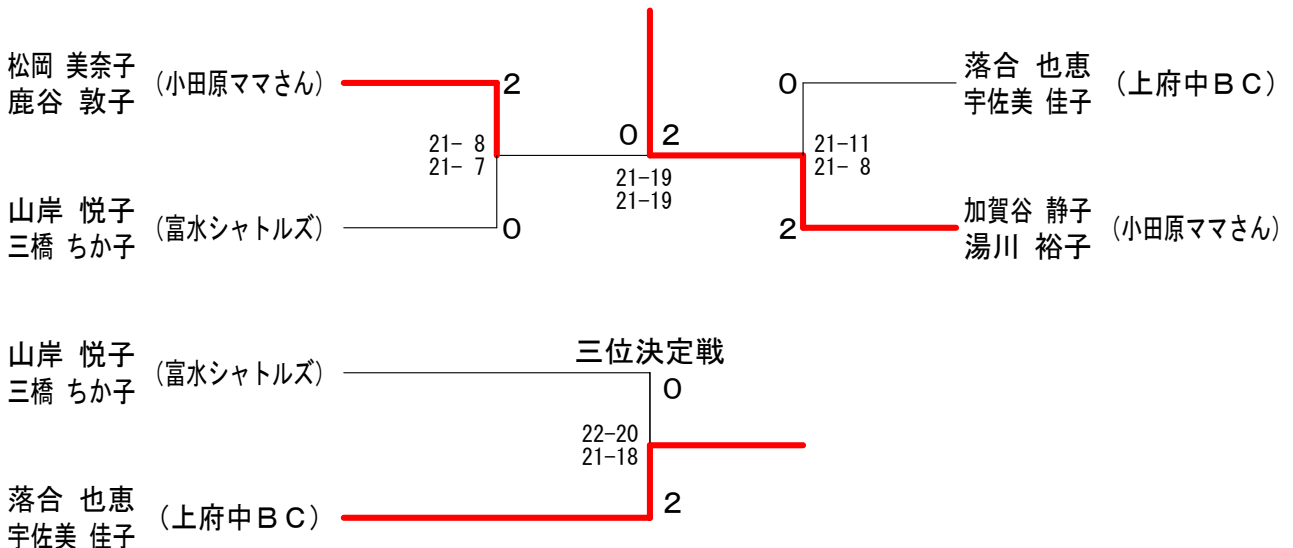 松岡 美奈子
鹿谷 敦子
(小田原ママさん)
2
21- 8
21- 7
山岸 悦子
三橋 ちか子
(富水シャトルズ)
0
0 2
21-19
21-19
0
落合 也恵
宇佐美 佳子
(上府中BC)
21-11
21- 8
2
加賀谷 静子
湯川 裕子
(小田原ママさん)
三位決定戦
山岸 悦子
三橋 ちか子
(富水シャトルズ)
0
22-20
21-18
落合 也恵
宇佐美 佳子
(上府中BC)
2